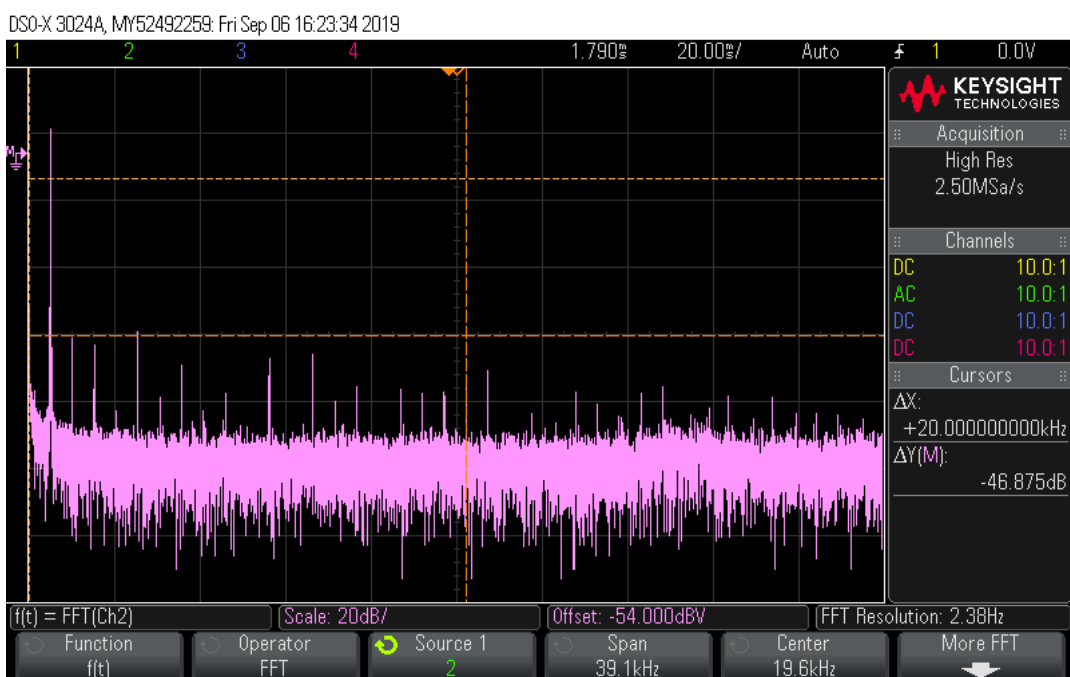 DSO-X 3024A, MY52492259: Fri Sep 06 16:23:34 2019
1 2 3 4 1.790s 20.00s/ Auto 1 0.0V
KEYSIGHT
TECHNOLOGIES
Acquisition
High Res
2.50MSa/s
Channels
DC 10.0:1
AC 10.0:1
DC 10.0:1
DC 10.0:1
Cursors
ΔX:
+20.000000000kHz
ΔY(M):
-46.875dB
M
f(t) = FFT(Ch2) Scale: 20dB/ Offset: -54.000dBV FFT Resolution: 2.38Hz
Function Operator Source 1 Span Center More FFT
f(t) FFT 2 39.1kHz 19.6kHz